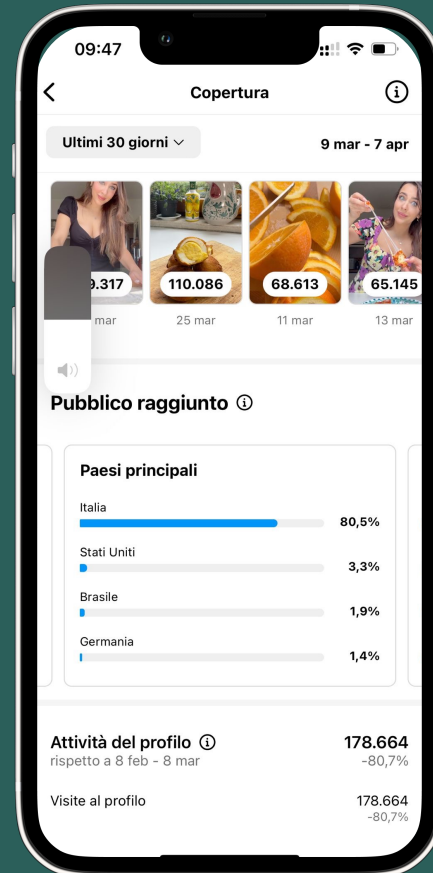 09:47
Copertura
Ultimi 30 giorni
9 mar - 7 apr
9.317
110.086
68.613
65.145
mar
25 mar
11 mar
13 mar
Pubblico raggiunto
Paesi principali
Italia
80,5%
Stati Uniti
3,3%
Brasile
1,9%
Germania
1,4%
Attività del profilo
178.664
rispetto a 8 feb - 8 mar
-80,7%
Visite al profilo
178.664
-80,7%